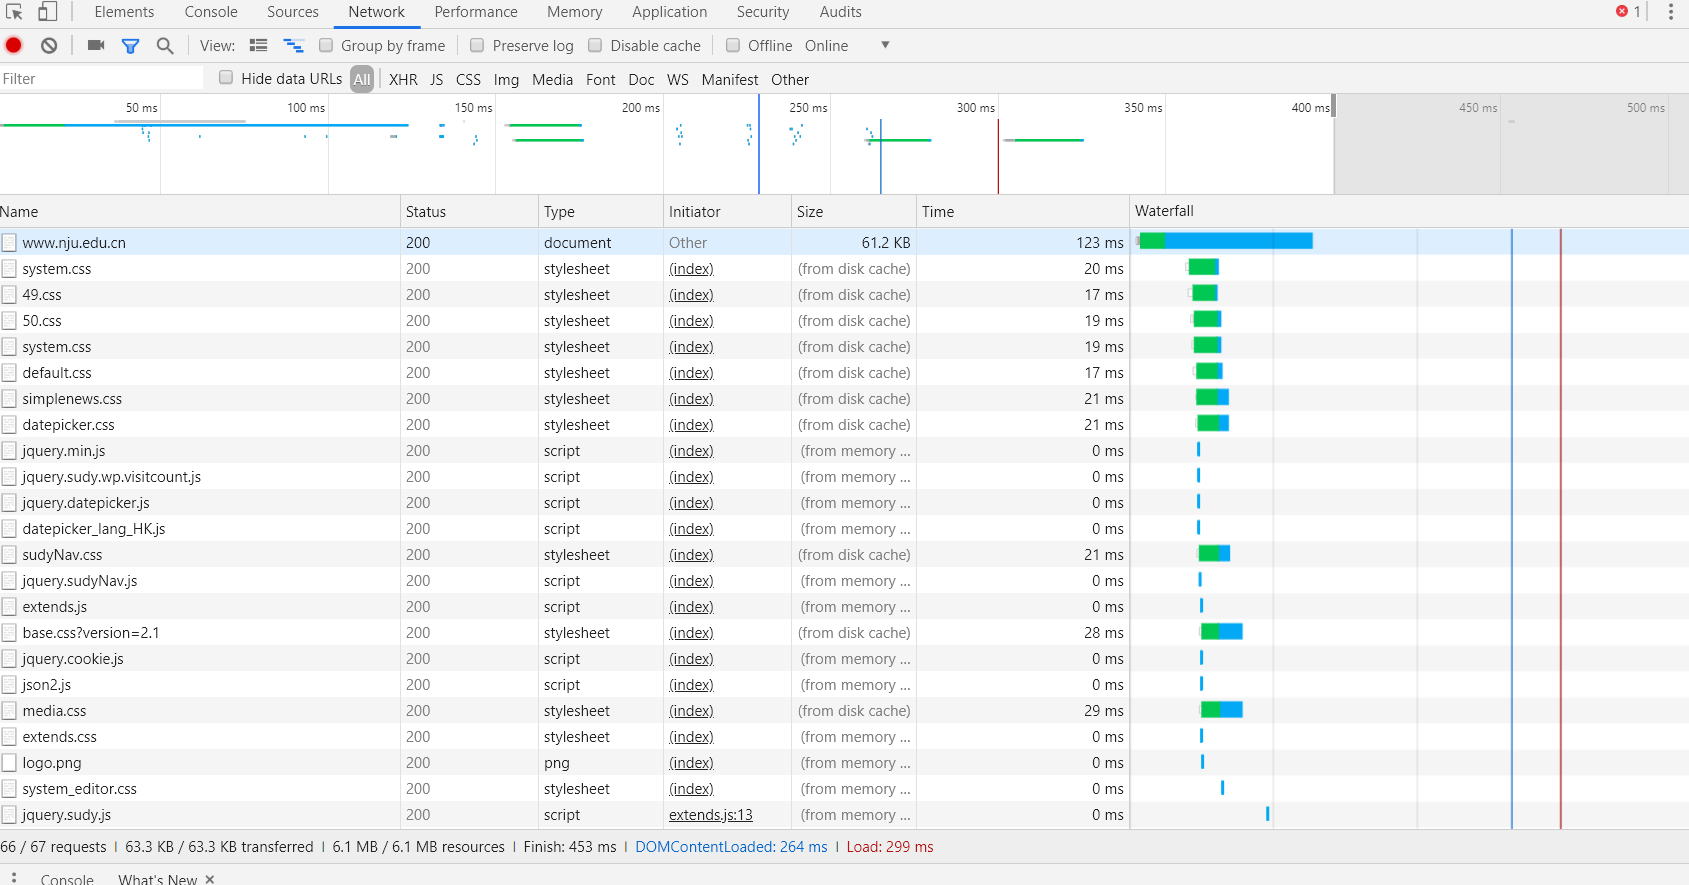 Elements Console Sources Network Performance Memory Application Security Audits 1
View: Group by frame Preserve log Disable cache Offline Online
Filter Hide data URLs All XHR JS CSS Img Media Font Doc WS Manifest Other
50 ms 100 ms 150 ms 200 ms 250 ms 300 ms 350 ms 400 ms 450 ms 500 ms
Name Status Type Initiator Size Time Waterfall
www.nju.edu.cn 200 document Other 61.2 KB 123 ms
system.css 200 stylesheet (index) (from disk cache) 20 ms
49.css 200 stylesheet (index) (from disk cache) 17 ms
50.css 200 stylesheet (index) (from disk cache) 19 ms
system.css 200 stylesheet (index) (from disk cache) 19 ms
default.css 200 stylesheet (index) (from disk cache) 17 ms
simplenews.css 200 stylesheet (index) (from disk cache) 21 ms
datepicker.css 200 stylesheet (index) (from disk cache) 21 ms
jquery.min.js 200 script (index) (from memory ... 0 ms
jquery.sudy.wp.visitcount.js 200 script (index) (from memory ... 0 ms
jquery.datepicker.js 200 script (index) (from memory ... 0 ms
datepicker_lang_HK.js 200 script (index) (from memory ... 0 ms
sudyNav.css 200 stylesheet (index) (from disk cache) 21 ms
jquery.sudyNav.js 200 script (index) (from memory ... 0 ms
extends.js 200 script (index) (from memory ... 0 ms
base.css?version=2.1 200 stylesheet (index) (from disk cache) 28 ms
jquery.cookie.js 200 script (index) (from memory ... 0 ms
json2.js 200 script (index) (from memory ... 0 ms
media.css 200 stylesheet (index) (from disk cache) 29 ms
extends.css 200 stylesheet (index) (from memory ... 0 ms
logo.png 200 png (index) (from memory ... 0 ms
system_editor.css 200 stylesheet (index) (from memory ... 0 ms
jquery.sudy.js 200 script extends.js:13 (from memory ... 0 ms
66 / 67 requests | 63.3 KB / 63.3 KB transferred | 6.1 MB / 6.1 MB resources | Finish: 453 ms | DOMContentLoaded: 264 ms | Load: 299 ms
Console What's New ×